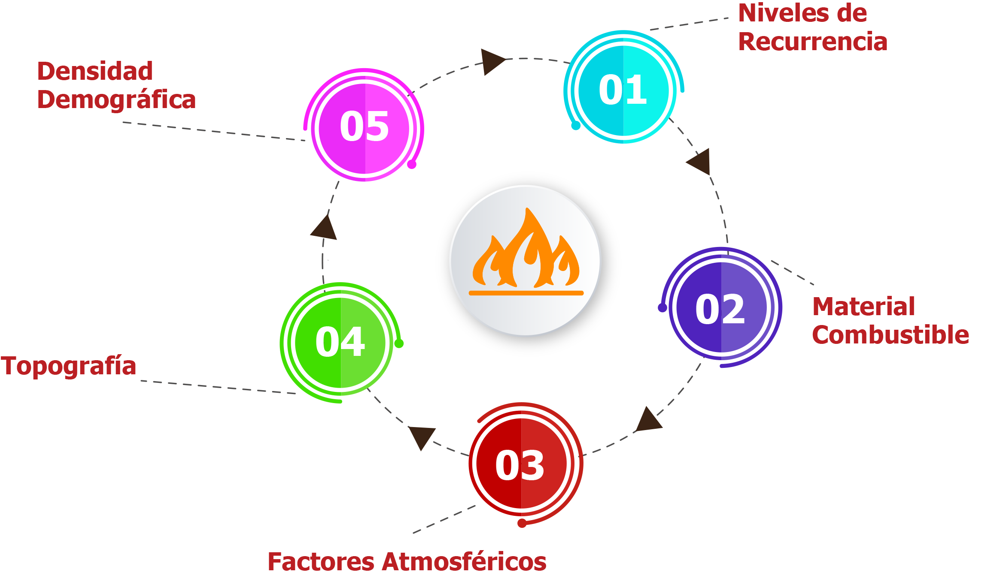 Niveles de
Recurrencia
01
Material
Combustible
02
Factores Atmosféricos
03
Topografía
04
Densidad
Demográfica
05